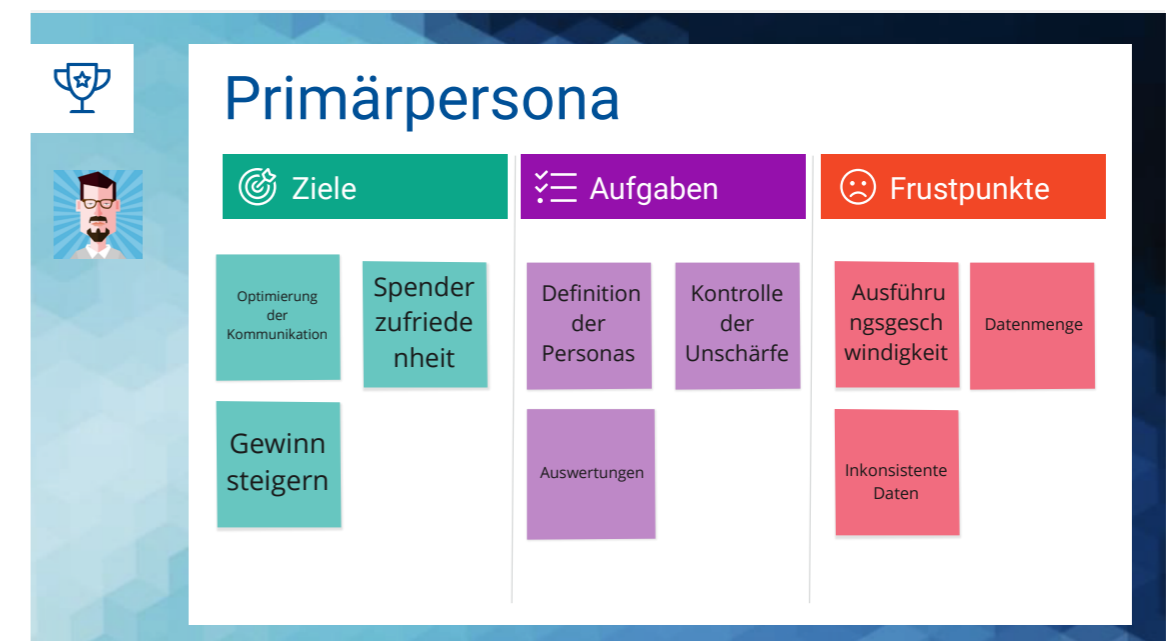 Primärpersona
Ziele
Optimierung
der
Kommunikation
Spender
zufriede
nheit
Gewinn
steigern
Aufgaben
Definition
der
Personas
Kontrolle
der
Unschärfe
Auswertungen
Frustpunkte
Ausführu
ngsgesch
windigkeit
Datenmenge
Inkonsistente
Daten